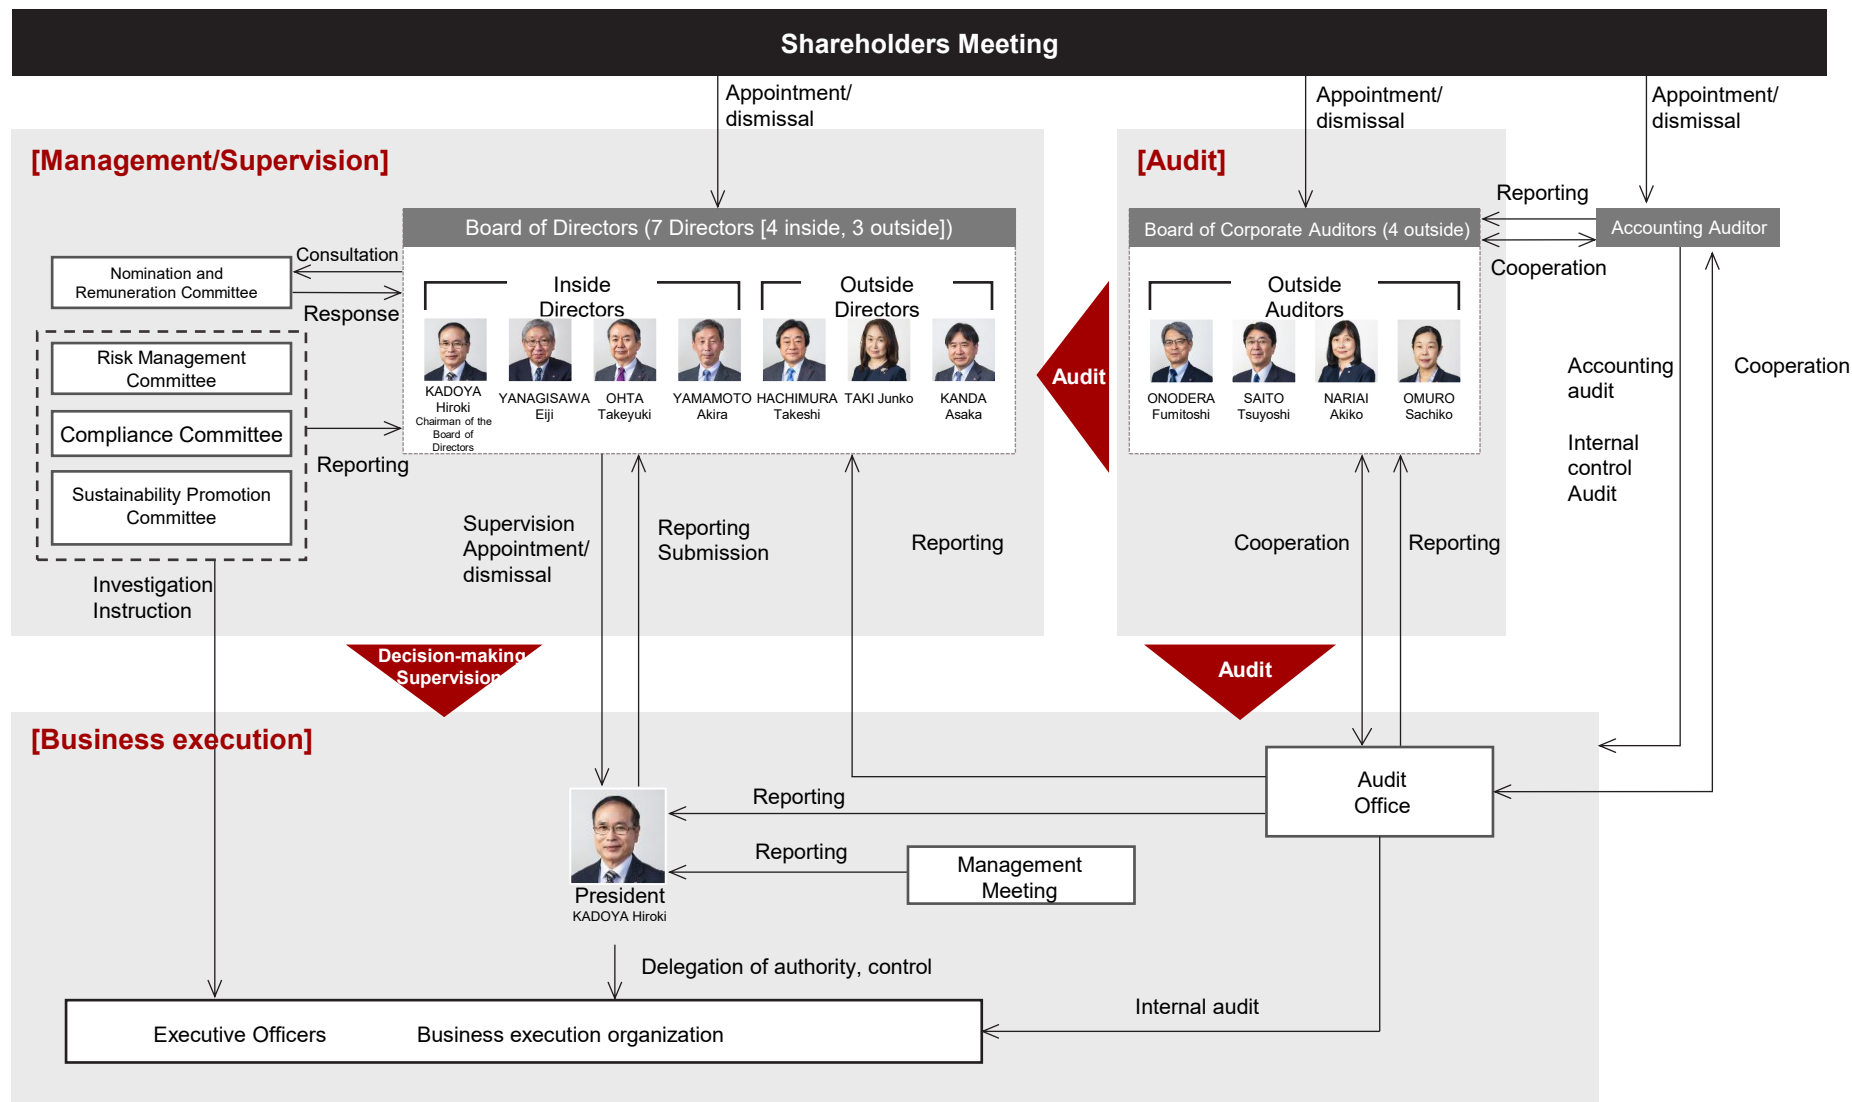 Shareholders Meeting
Appointment/
dismissal
Appointment/
dismissal
Appointment/
dismissal
[Management/Supervision]
[Audit]
Reporting
Board of Directors (7 Directors [4 inside, 3 outside])
Board of Corporate Auditors (4 outside)
Accounting Auditor
Cooperation
Consultation
Nomination and
Remuneration Committee
Response
Inside
Directors
Outside
Directors
Outside
Auditors
Risk Management
Committee
Compliance Committee
Sustainability Promotion
Committee
Reporting
KADOYA
Hiroki
Chairman of the
Board of
Directors
YANAGISAWA
Eiji
OHTA
Takeyuki
YAMAMOTO
Akira
HACHIMURA
Takeshi
TAKI Junko
KANDA
Asaka
Audit
ONODERA
Fumitoshi
SAITO
Tsuyoshi
NARIAI
Akiko
OMURO
Sachiko
Accounting
audit
Internal
control
Audit
Cooperation
Investigation
Instruction
Supervision
Appointment/
dismissal
Reporting
Submission
Reporting
Cooperation
Reporting
Decision-making
Supervision
Audit
[Business execution]
Audit
Office
Reporting
Reporting
Management
Meeting
President
KADOYA Hiroki
Delegation of authority, control
Internal audit
Executive Officers
Business execution organization